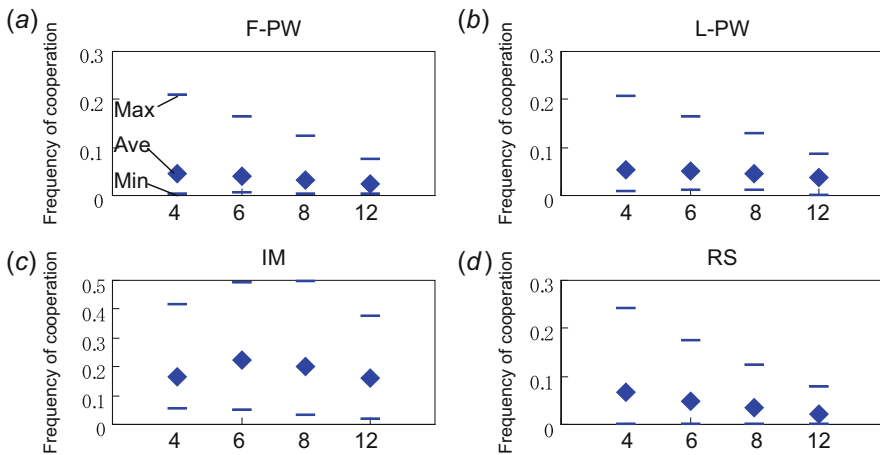 (a)
F-PW
Frequency of cooperation
0.3
0.2
0.1
0
Max
Ave
Min
4 6 8 12
(b)
L-PW
Frequency of cooperation
0.3
0.2
0.1
0
4 6 8 12
(c)
IM
Frequency of cooperation
0.5
0.4
0.3
0.2
0.1
0
4 6 8 12
(d)
RS
Frequency of cooperation
0.3
0.2
0.1
0
4 6 8 12